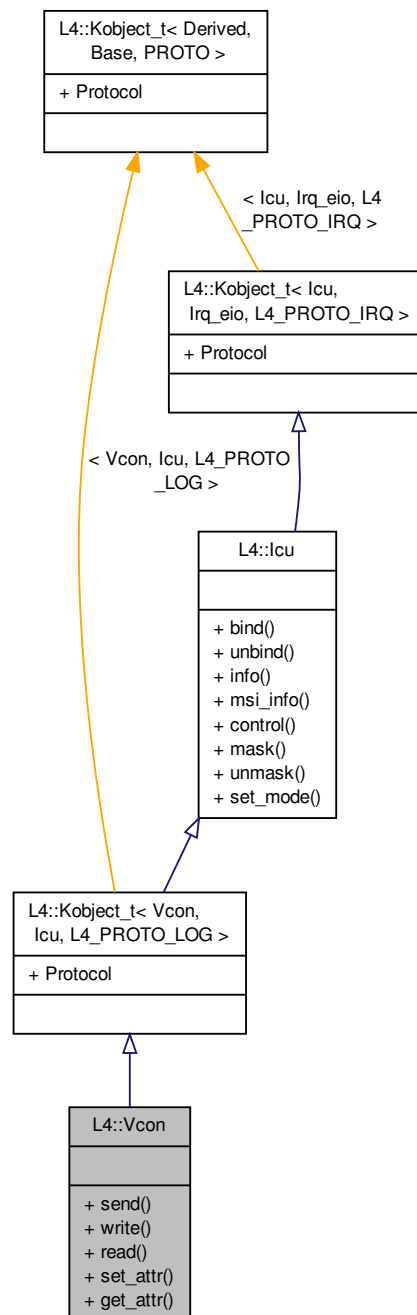 L4::Kobject_t< Derived,
Base, PROTO >
+ Protocol
< Icu, Irq_eio, L4
_PROTO_IRQ >
L4::Kobject_t< Icu,
Irq_eio, L4_PROTO_IRQ >
+ Protocol
< Vcon, Icu, L4_PROTO
_LOG >
L4::Icu
+ bind()
+ unbind()
+ info()
+ msi_info()
+ control()
+ mask()
+ unmask()
+ set_mode()
L4::Kobject_t< Vcon,
Icu, L4_PROTO_LOG >
+ Protocol
L4::Vcon
+ send()
+ write()
+ read()
+ set_attr()
+ get_attr()